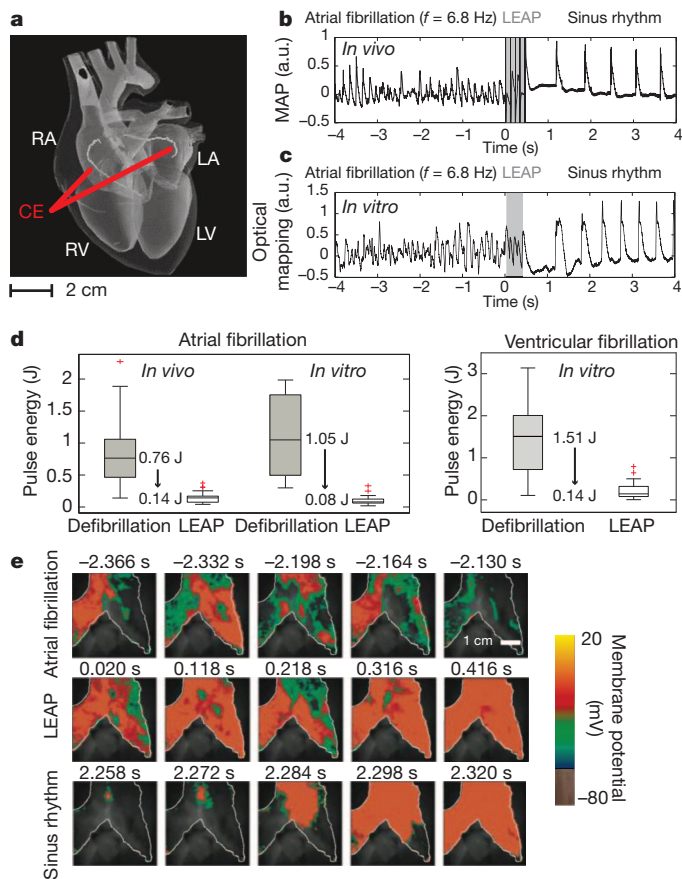 a
RA
LA
CE
RV
LV
2 cm
b
Atrial fibrillation (f = 6.8 Hz) LEAP Sinus rhythm
In vivo
MAP (a.u.)
1
0.5
0
−0.5
−4 −3 −2 −1 0 1 2 3 4
Time (s)
c
Atrial fibrillation (f = 6.8 Hz) LEAP Sinus rhythm
In vitro
Optical
mapping (a.u.)
1.5
1
0.5
0
−0.5
−4 −3 −2 −1 0 1 2 3 4
Time (s)
d
Atrial fibrillation
In vivo
In vitro
Pulse energy (J)
2
1.5
1
0.5
0
0.76 J
0.14 J
1.05 J
0.08 J
Defibrillation LEAP Defibrillation LEAP
Ventricular fibrillation
In vitro
Pulse energy (J)
3
2
1
0
1.51 J
0.14 J
Defibrillation LEAP
e
Atrial fibrillation
−2.366 s −2.332 s −2.198 s −2.164 s −2.130 s
1 cm
LEAP
0.020 s 0.118 s 0.218 s 0.316 s 0.416 s
Sinus rhythm
2.258 s 2.272 s 2.284 s 2.298 s 2.320 s
20
−80
Membrane potential
(mV)